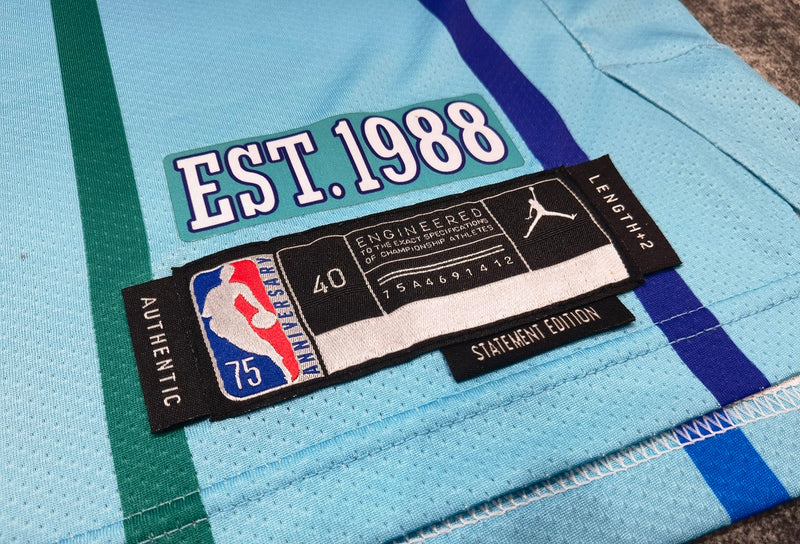 EST. 1988
AUTHENTIC
75
ANNIVERSARY
40
ENGINEERED
TO THE EXACT SPECIFICATIONS
OF CHAMPIONSHIP ATHLETES
75A4691412
LENGTH+2
STATEMENT EDITION